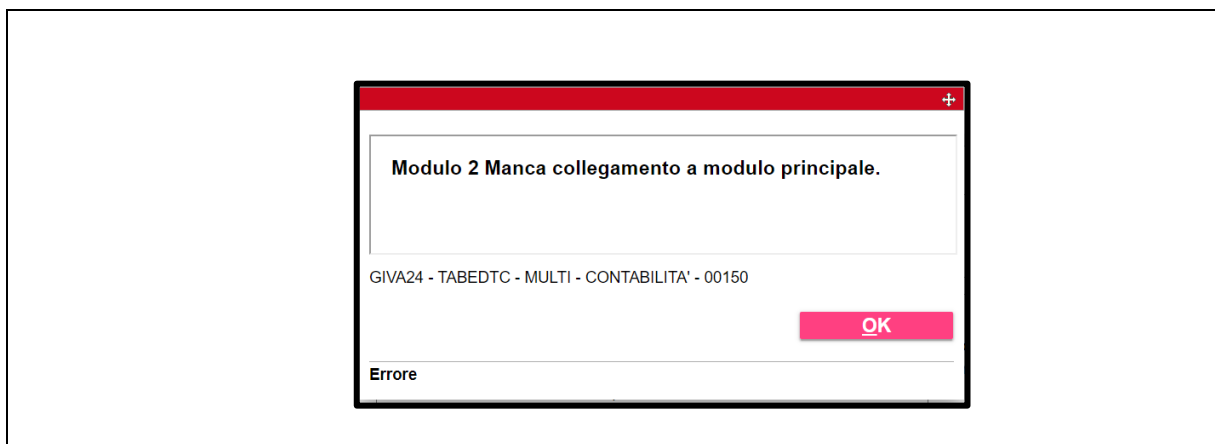 Modulo 2 Manca collegamento a modulo principale.
GIVA24 - TABEDTC - MULTI - CONTABILITA' - 00150
OK
Errore